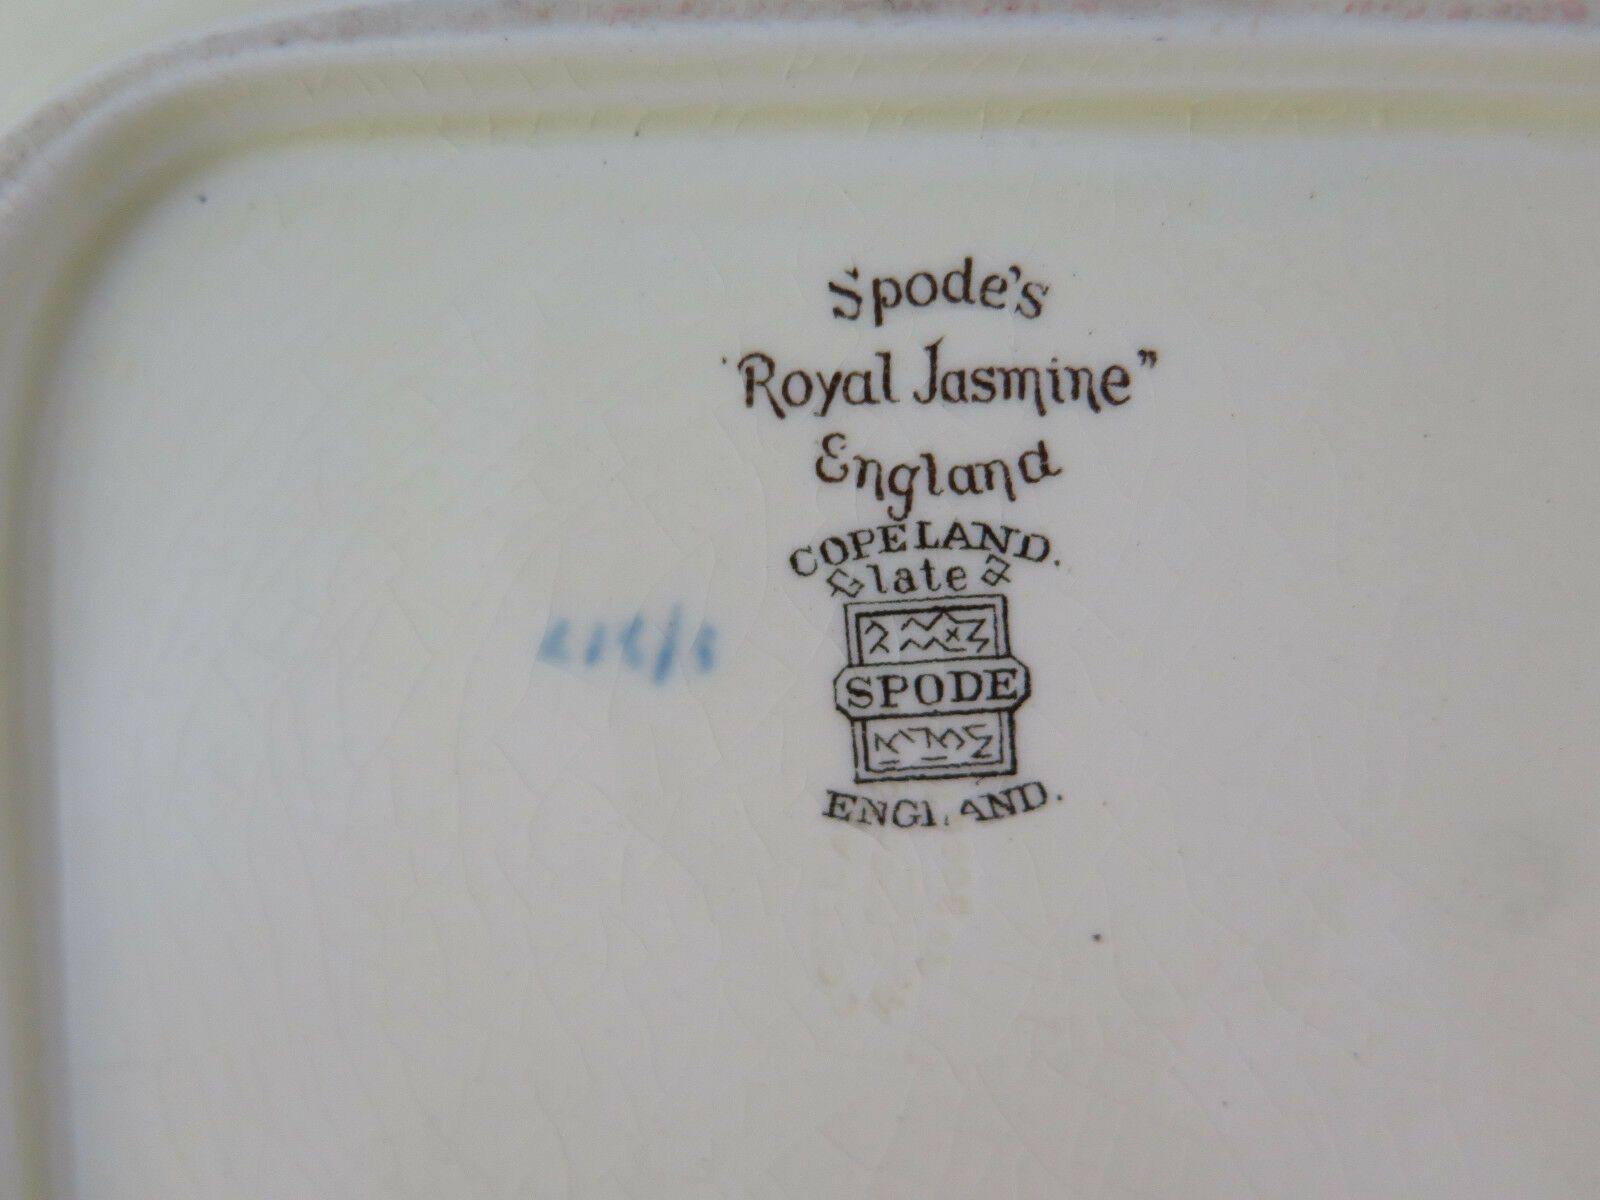 Spode's
"Royal Jasmine"
England
COPELAND.
late
SPODE
ENGLAND.